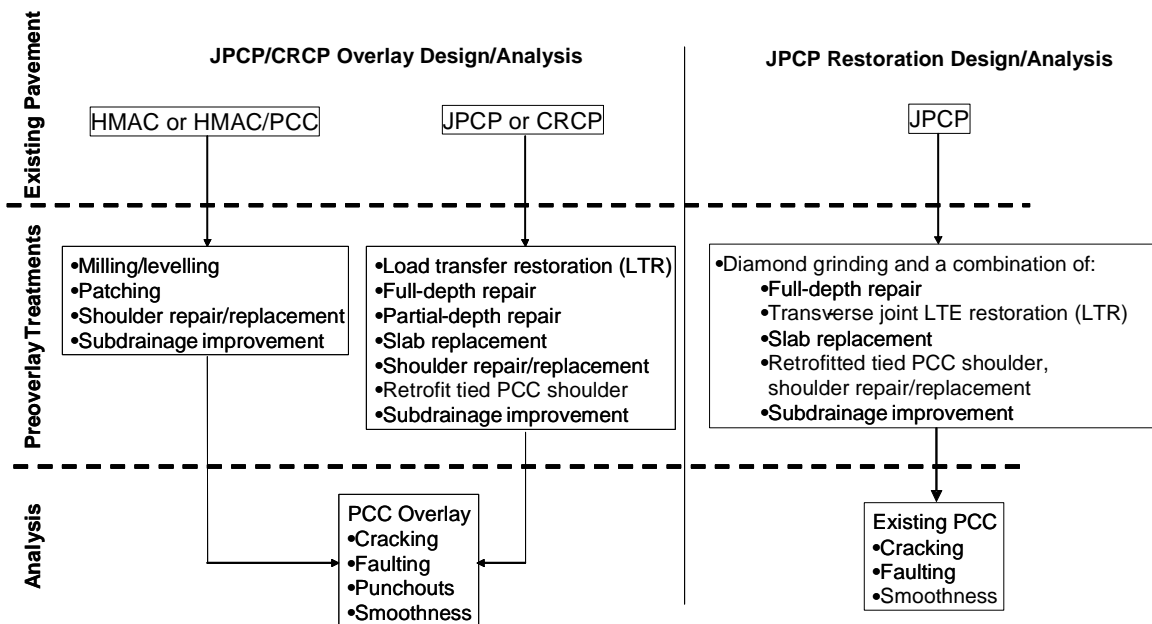 JPCP/CRCP Overlay Design/Analysis
JPCP Restoration Design/Analysis
Existing Pavement
HMAC or HMAC/PCC
JPCP or CRCP
JPCP
Preoverlay Treatments
•Milling/levelling
•Patching
•Shoulder repair/replacement
•Subdrainage improvement
•Load transfer restoration (LTR)
•Full-depth repair
•Partial-depth repair
•Slab replacement
•Shoulder repair/replacement
•Retrofit tied PCC shoulder
•Subdrainage improvement
•Diamond grinding and a combination of:
•Full-depth repair
•Transverse joint LTE restoration (LTR)
•Slab replacement
•Retrofitted tied PCC shoulder,
shoulder repair/replacement
•Subdrainage improvement
Analysis
PCC Overlay
•Cracking
•Faulting
•Punchouts
•Smoothness
Existing PCC
•Cracking
•Faulting
•Smoothness